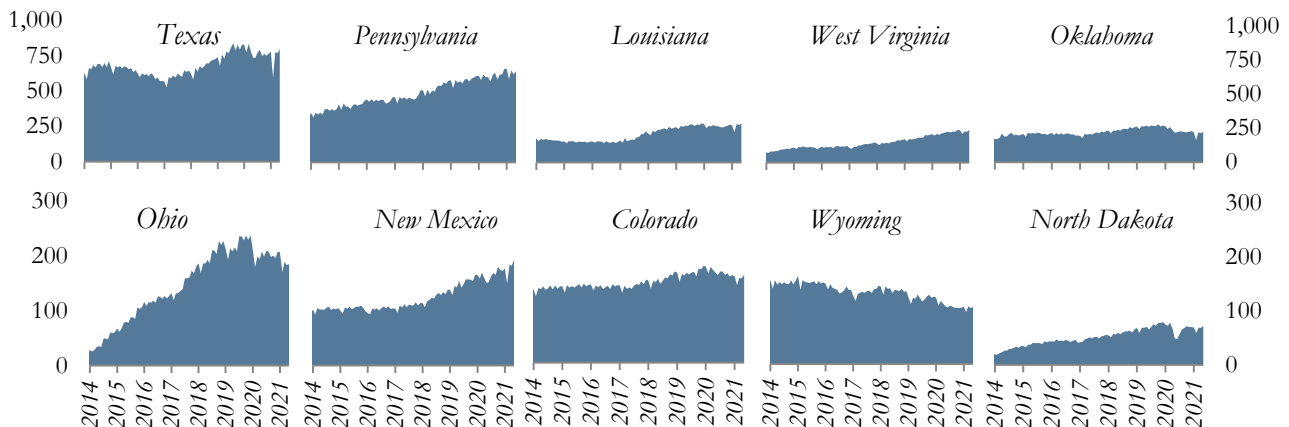 1,000 Texas Pennsylvania Louisiana West Virginia Oklahoma 1,000
750 750
500 500
250 250
0 0
300 Ohio New Mexico Colorado Wyoming North Dakota 300
200 200
100 100
0 0
2014 2015 2016 2017 2018 2019 2020 2021 2014 2015 2016 2017 2018 2019 2020 2021 2014 2015 2016 2017 2018 2019 2020 2021 2014 2015 2016 2017 2018 2019 2020 2021 2014 2015 2016 2017 2018 2019 2020 2021